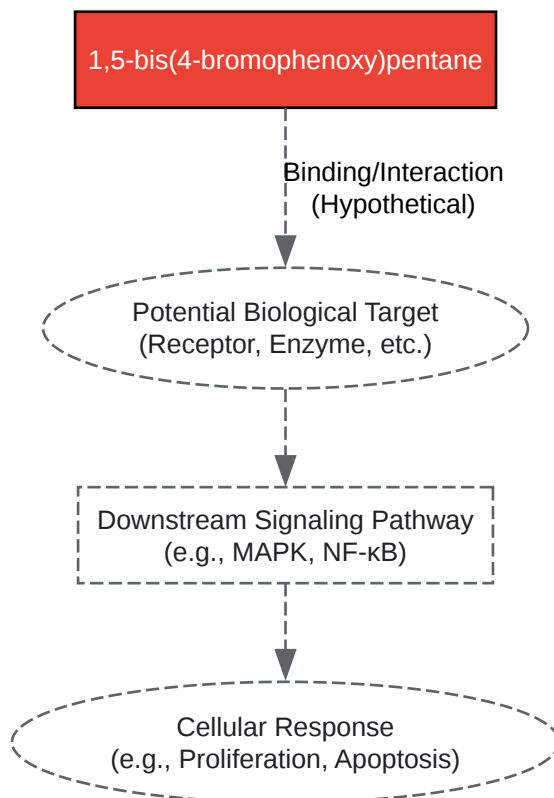 1,5-bis(4-bromophenoxy)pentane
Binding/Interaction
(Hypothetical)
Potential Biological Target
(Receptor, Enzyme, etc.)
Downstream Signaling Pathway
(e.g., MAPK, NF-κB)
Cellular Response
(e.g., Proliferation, Apoptosis)